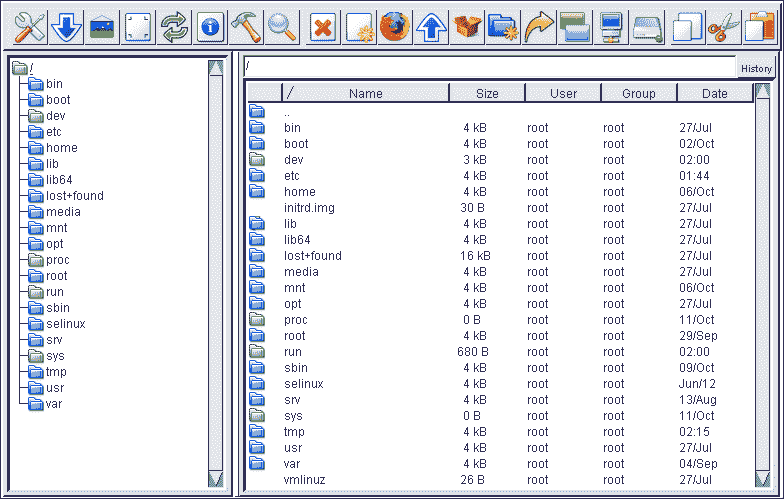 /
bin
boot
dev
etc
home
lib
lib64
lost+found
media
mnt
opt
proc
root
run
sbin
selinux
srv
sys
tmp
usr
var
/ History
/ Name Size User Group Date
..
bin 4 kB root root 27/Jul
boot 4 kB root root 02/Oct
dev 3 kB root root 02:00
etc 4 kB root root 01:44
home 4 kB root root 06/Oct
initrd.img 30 B root root 27/Jul
lib 4 kB root root 27/Jul
lib64 4 kB root root 27/Jul
lost+found 16 kB root root 27/Jul
media 4 kB root root 27/Jul
mnt 4 kB root root 06/Oct
opt 4 kB root root 27/Jul
proc 0 B root root 11/Oct
root 4 kB root root 29/Sep
run 680 B root root 02:00
sbin 4 kB root root 09/Oct
selinux 4 kB root root Jun/12
srv 4 kB root root 13/Aug
sys 0 B root root 11/Oct
tmp 4 kB root root 02:15
usr 4 kB root root 27/Jul
var 4 kB root root 04/Sep
vmlinuz 26 B root root 27/Jul